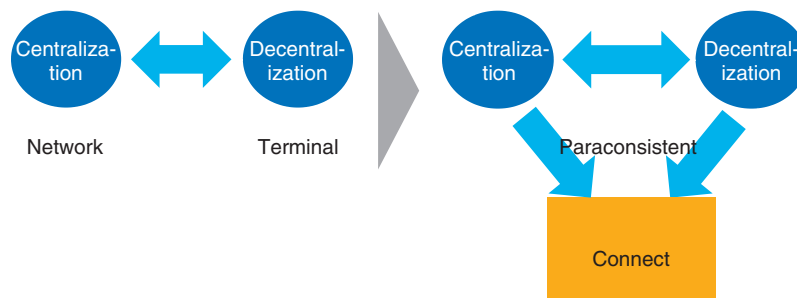 Centraliza-
tion
Decentral-
ization
Network
Terminal
Centraliza-
tion
Decentral-
ization
Paraconsistent
Connect